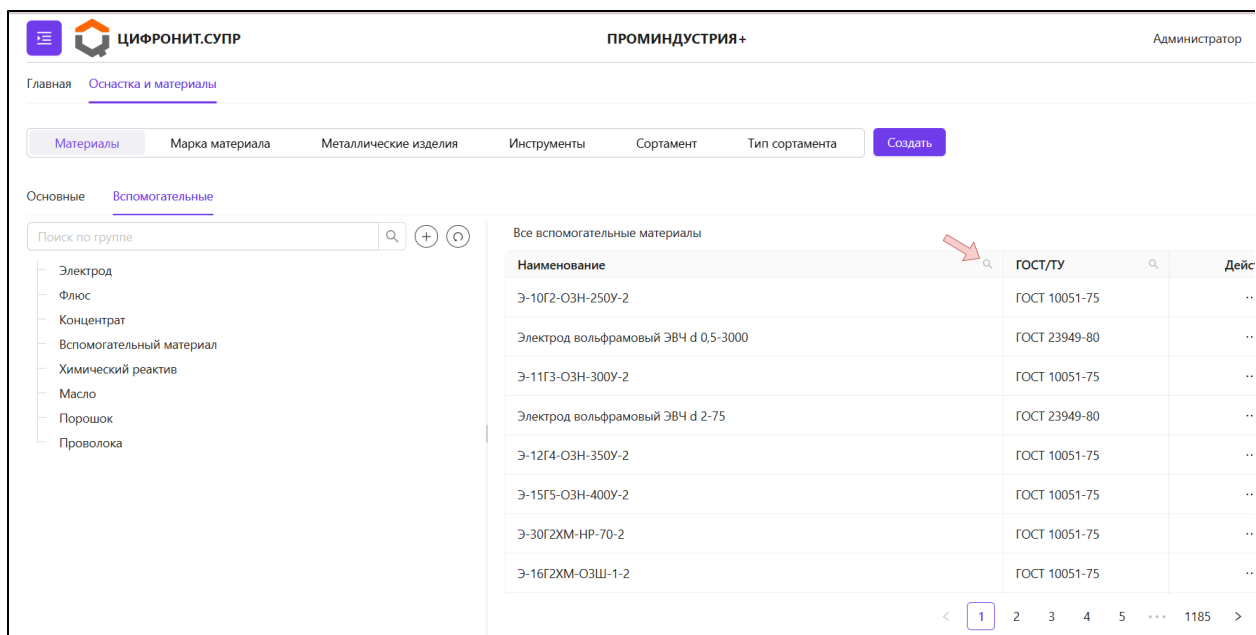 ЦИФРОНИТ.СУПР
ПРОМИНДУСТРИЯ+
Администратор
Главная Оснастка и материалы
Материалы Марка материала Металлические изделия Инструменты Сортамент Тип сортамента Создать
Основные Вспомогательные
Поиск по группе
Электрод
Флюс
Концентрат
Вспомогательный материал
Химический реактив
Масло
Порошок
Проволока
Все вспомогательные материалы
Наименование ГОСТ/ТУ Дейст
Э-10Г2-ОЗН-250У-2 ГОСТ 10051-75
Электрод вольфрамовый ЭВЧ d 0,5-3000 ГОСТ 23949-80
Э-11Г3-ОЗН-300У-2 ГОСТ 10051-75
Электрод вольфрамовый ЭВЧ d 2-75 ГОСТ 23949-80
Э-12Г4-ОЗН-350У-2 ГОСТ 10051-75
Э-15Г5-ОЗН-400У-2 ГОСТ 10051-75
Э-30Г2ХМ-НР-70-2 ГОСТ 10051-75
Э-16Г2ХМ-ОЗШ-1-2 ГОСТ 10051-75
< 1 2 3 4 5 ••• 1185 >